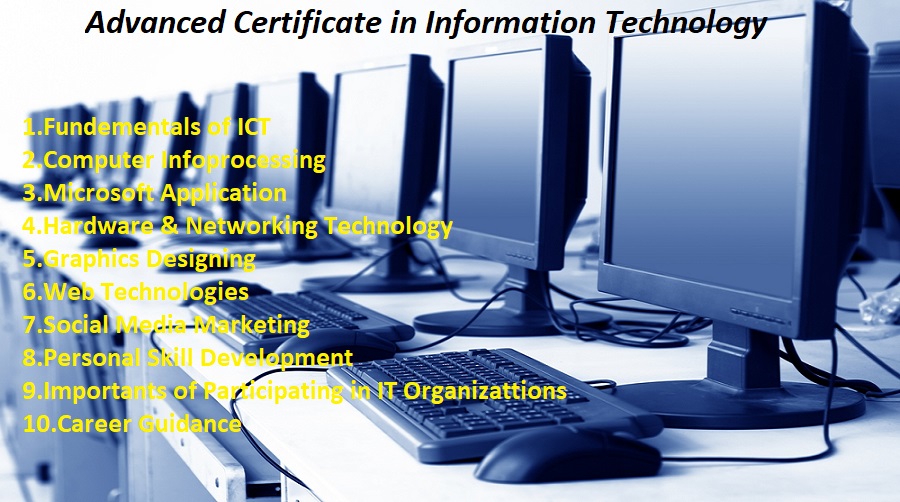 Advanced Certificate in Information Technology
1.Fundementals of ICT
2.Computer Infoprocessing
3.Microsoft Application
4.Hardware & Networking Technology
5.Graphics Designing
6.Web Technologies
7.Social Media Marketing
8.Personal Skill Development
9.Importants of Participating in IT Organizattions
10.Career Guidance